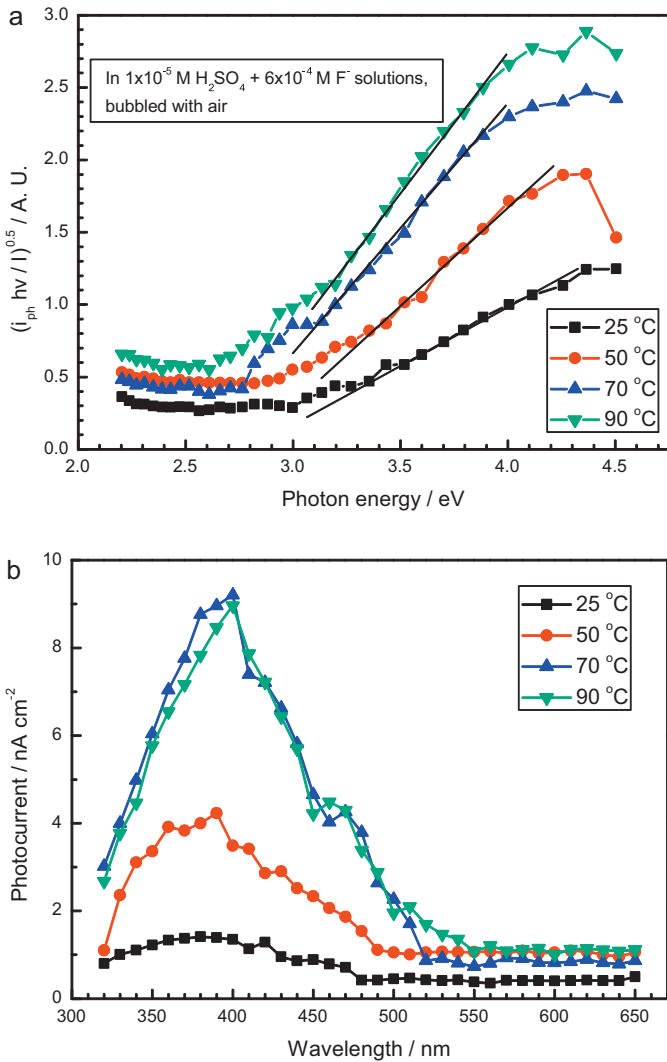 a
3.0
2.5
2.0
1.5
1.0
0.5
0.0
(i_ph hv / I)^0.5 / A. U.
In 1x10^-5 M H_2SO_4 + 6x10^-4 M F^- solutions,
bubbled with air
25 °C
50 °C
70 °C
90 °C
2.0 2.5 3.0 3.5 4.0 4.5
Photon energy / eV
b
10
8
6
4
2
0
Photocurrent / nA cm^-2
25 °C
50 °C
70 °C
90 °C
300 350 400 450 500 550 600 650
Wavelength / nm